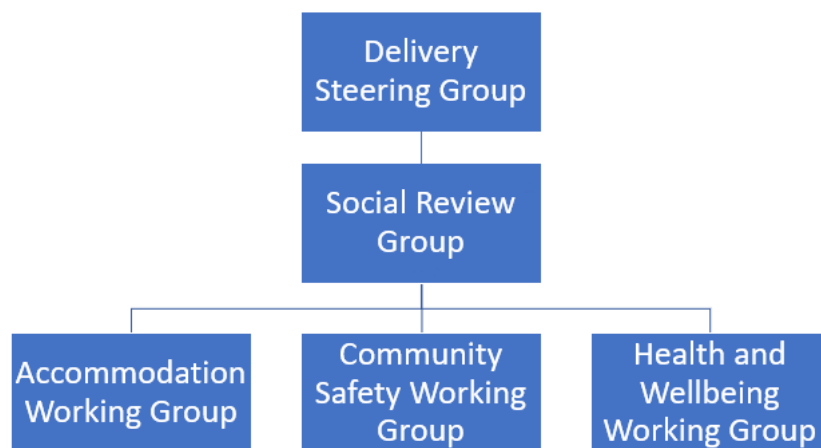 Delivery
Steering Group
Social Review
Group
Accommodation
Working Group
Community
Safety Working
Group
Health and
Wellbeing
Working Group